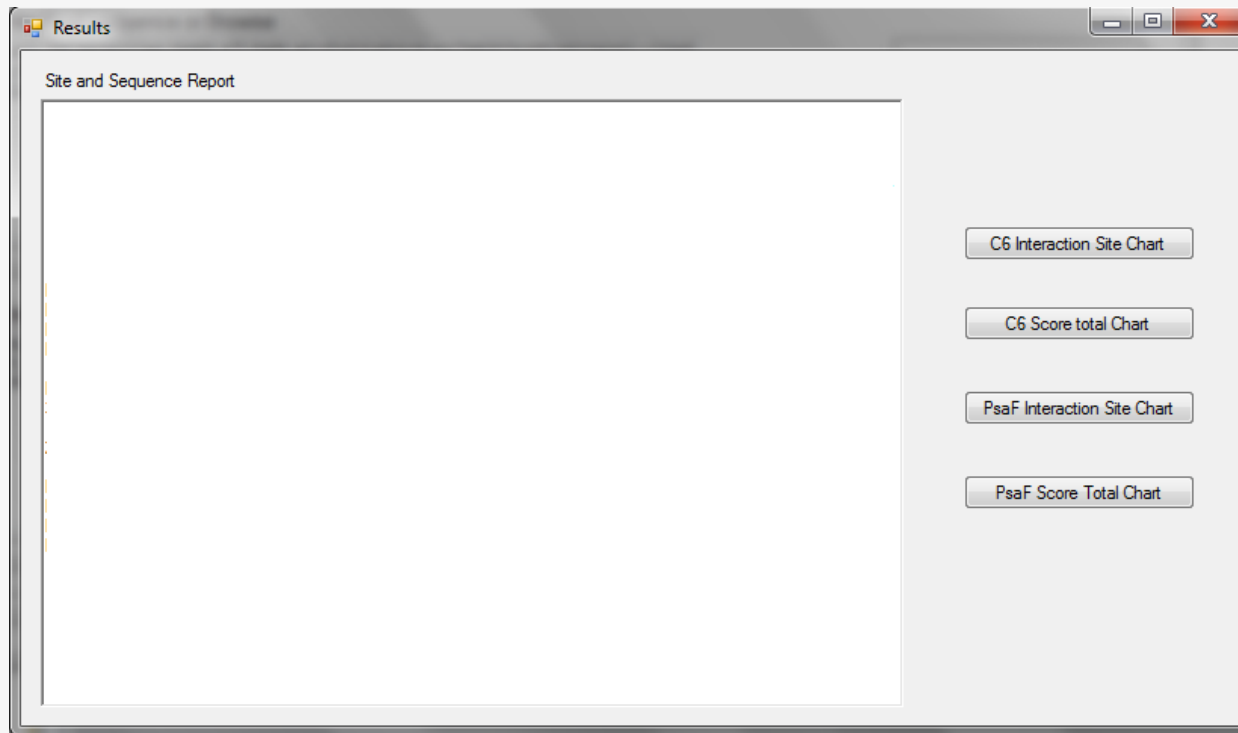 Results
Site and Sequence Report
C6 Interaction Site Chart
C6 Score total Chart
PsaF Interaction Site Chart
PsaF Score Total Chart